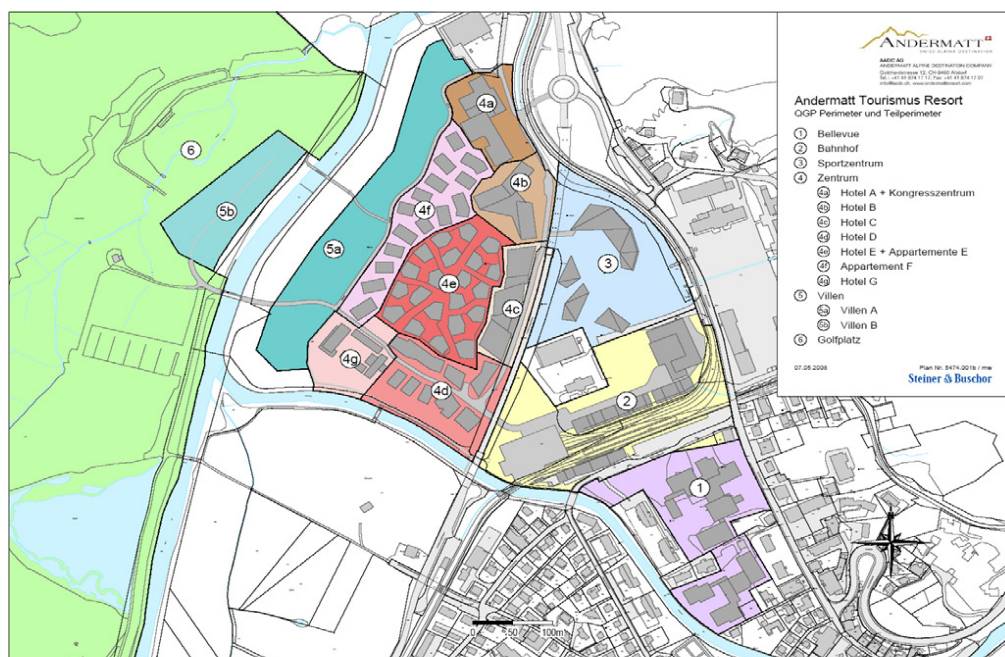 ANDERMATT
SWISS ALPINE DESTINATION
AADC AG
ANDERMATT ALPINE DESTINATION COMPANY
Andermatt Tourismus Resort
QGP Perimeter und Teilperimeter
1 Bellevue
2 Bahnhof
3 Sportzentrum
4 Zentrum
4a Hotel A + Kongresszentrum
4b Hotel B
4c Hotel C
4d Hotel D
4e Hotel E + Appartemente E
4f Appartement F
4g Hotel G
5 Villen
5a Villen A
5b Villen B
6 Golfplatz
Steiner & Buschor
4a
4b
6
4f
5b
5a
3
4e
4c
4g
4d
2
1
0 50 100m